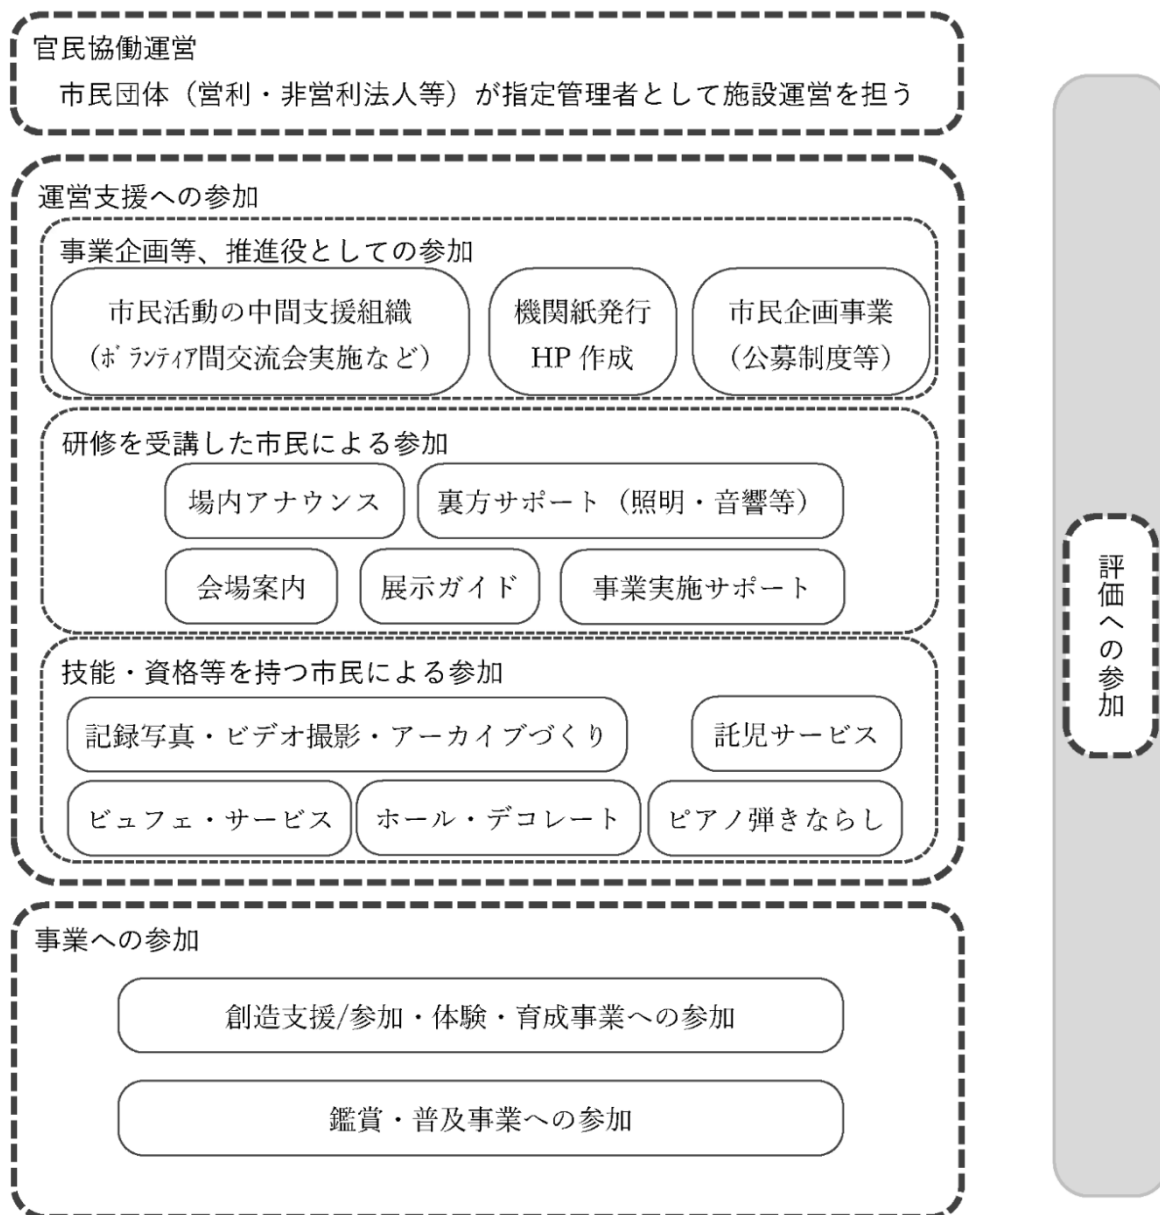 官民協働運営
市民団体（営利・非営利法人等）が指定管理者として施設運営を担う
運営支援への参加
事業企画等、推進役としての参加
市民活動の中間支援組織
（ﾎﾞﾗﾝﾃｨｱ間交流会実施など）
機関紙発行
HP 作成
市民企画事業
（公募制度等）
研修を受講した市民による参加
場内アナウンス
裏方サポート（照明・音響等）
会場案内
展示ガイド
事業実施サポート
技能・資格等を持つ市民による参加
記録写真・ビデオ撮影・アーカイブづくり
託児サービス
ビュフェ・サービス
ホール・デコレート
ピアノ弾きならし
事業への参加
創造支援/参加・体験・育成事業への参加
鑑賞・普及事業への参加
評価への参加